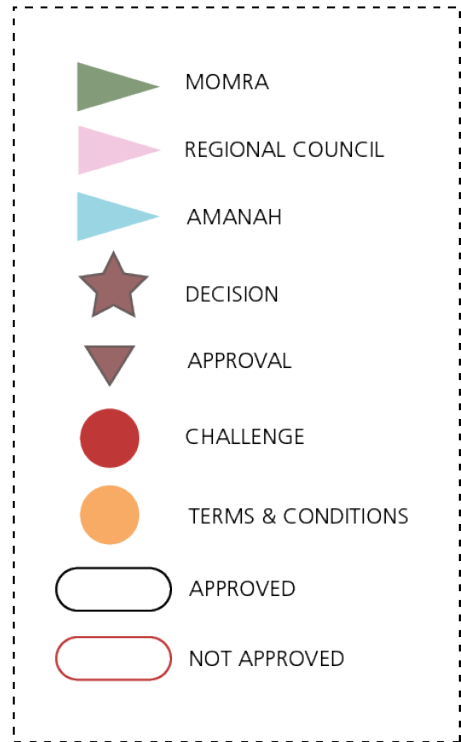 MOMRA
REGIONAL COUNCIL
AMANAH
DECISION
APPROVAL
CHALLENGE
TERMS & CONDITIONS
APPROVED
NOT APPROVED